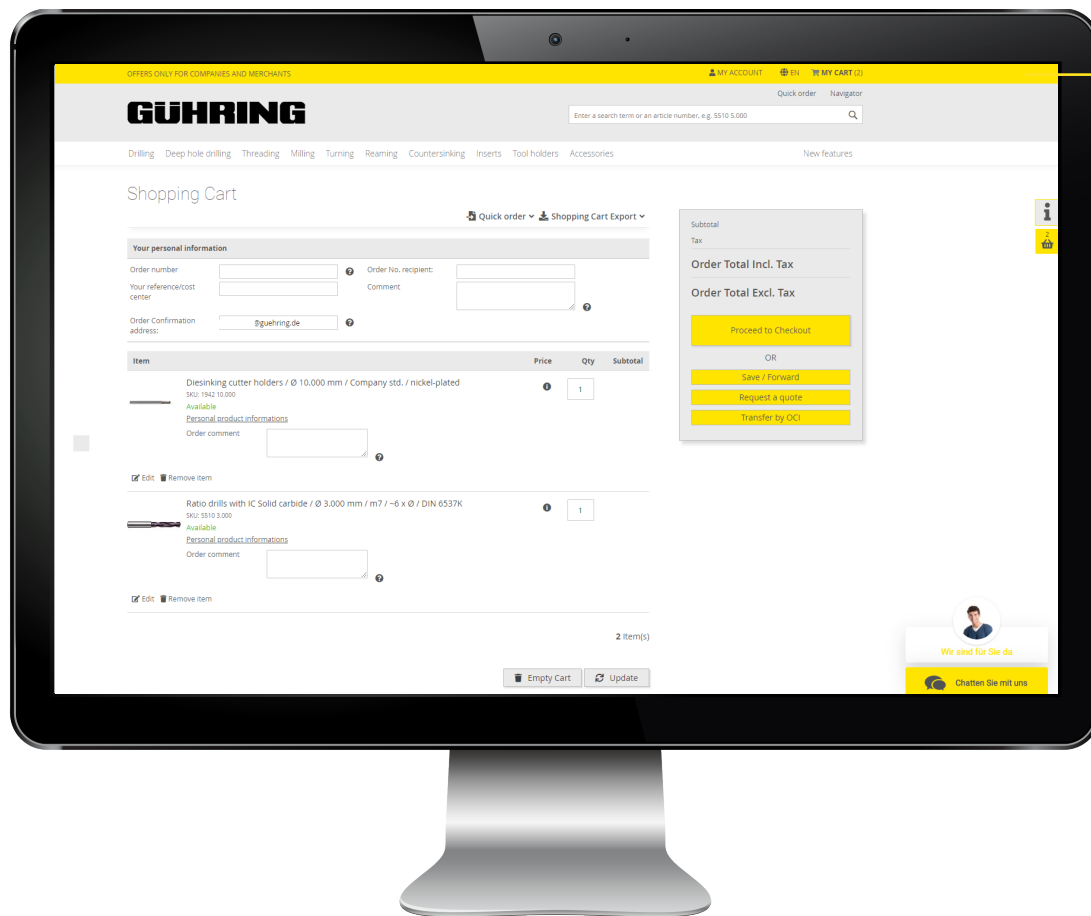 OFFERS ONLY FOR COMPANIES AND MERCHANTS
MY ACCOUNT EN MY CART (2)
Quick order Navigator
GÜHRING
Enter a search term or an article number, e.g. 5510 5.000
Drilling Deep hole drilling Threading Milling Turning Reaming Countersinking Inserts Tool holders Accessories New features
Shopping Cart
Quick order Shopping Cart Export
Your personal information
Order number
Order No. recipient:
Your reference/cost
center
Comment
Order Confirmation
address:
@guehring.de
Item Price Qty Subtotal
Diesinking cutter holders / Ø 10.000 mm / Company std. / nickel-plated
1
SKU: 1942 10.000
Available
Personal product informations
Order comment
Edit Remove item
Ratio drills with IC Solid carbide / Ø 3.000 mm / m7 / ~6 x Ø / DIN 6537K
1
SKU: 5510 3.000
Available
Personal product informations
Order comment
Edit Remove item
2 Item(s)
Empty Cart Update
Subtotal
Tax
Order Total Incl. Tax
Order Total Excl. Tax
Proceed to Checkout
OR
Save / Forward
Request a quote
Transfer by OCI
2
Wir sind für Sie da
Chatten Sie mit uns